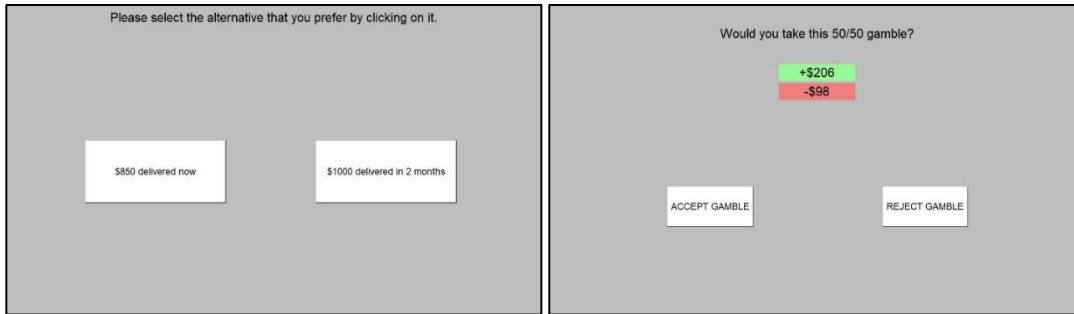 Please select the alternative that you prefer by clicking on it.
$850 delivered now
$1000 delivered in 2 months
Would you take this 50/50 gamble?
+$206
-$98
ACCEPT GAMBLE
REJECT GAMBLE